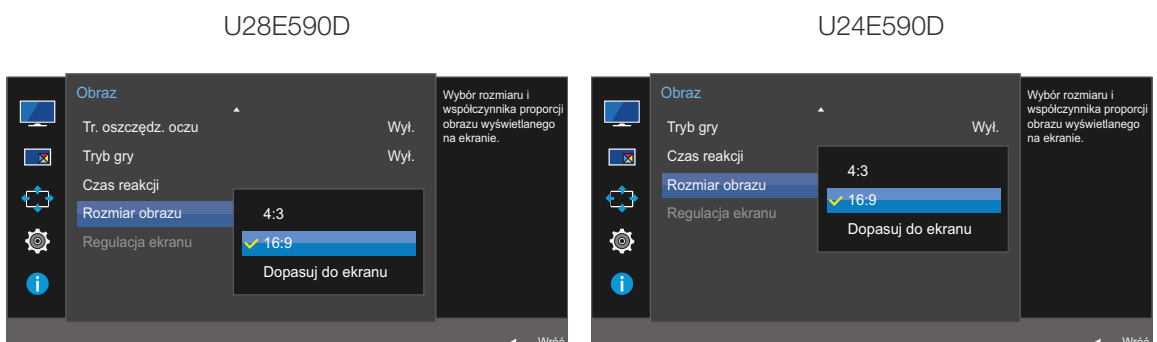 U28E590D
Obraz
Tr. oszczędz. oczu Wył.
Tryb gry Wył.
Czas reakcji
Rozmiar obrazu
Regulacja ekranu
4:3
16:9
Dopasuj do ekranu
Wybór rozmiaru i
współczynnika proporcji
obrazu wyświetlanego
na ekranie.
Wróć
U24E590D
Obraz
Tryb gry Wył.
Czas reakcji
Rozmiar obrazu
Regulacja ekranu
4:3
16:9
Dopasuj do ekranu
Wybór rozmiaru i
współczynnika proporcji
obrazu wyświetlanego
na ekranie.
Wróć